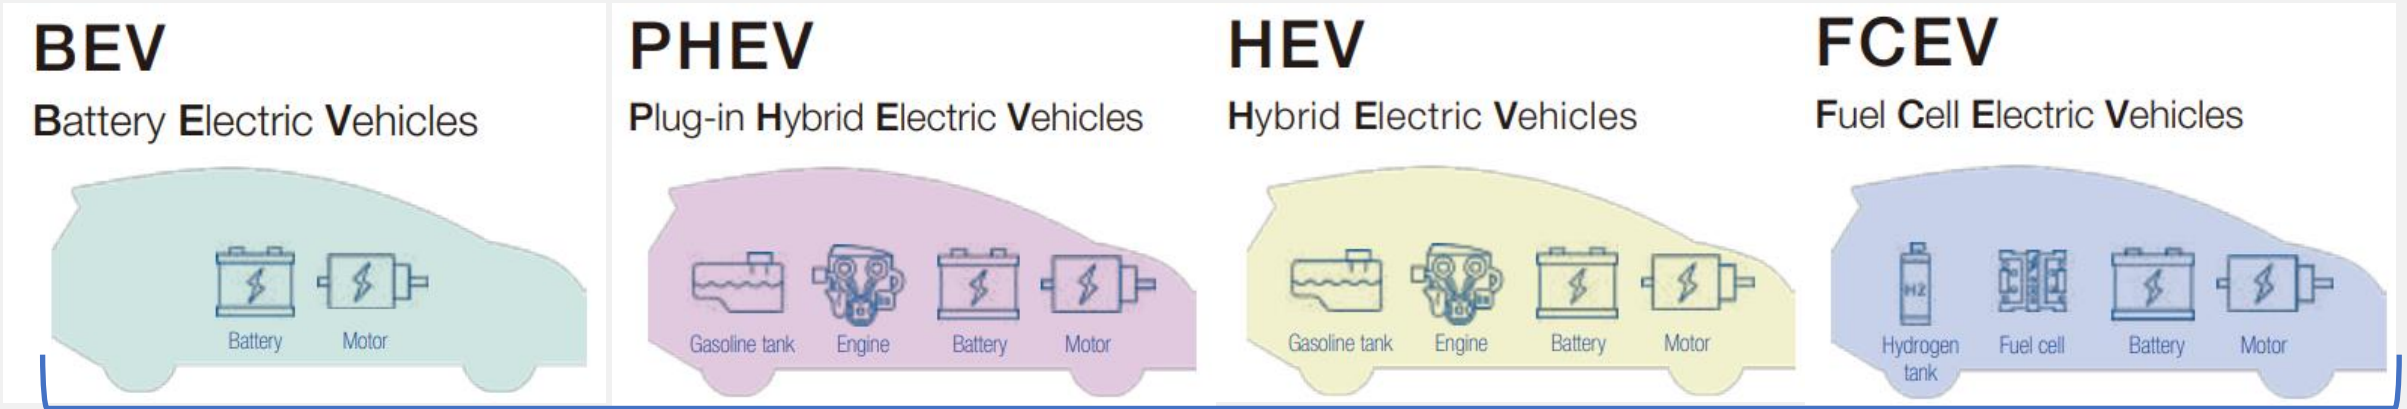 BEV
Battery Electric Vehicles
Battery
Motor
PHEV
Plug-in Hybrid Electric Vehicles
Gasoline tank
Engine
Battery
Motor
HEV
Hybrid Electric Vehicles
Gasoline tank
Engine
Battery
Motor
FCEV
Fuel Cell Electric Vehicles
H2
Hydrogen
tank
Fuel cell
Battery
Motor